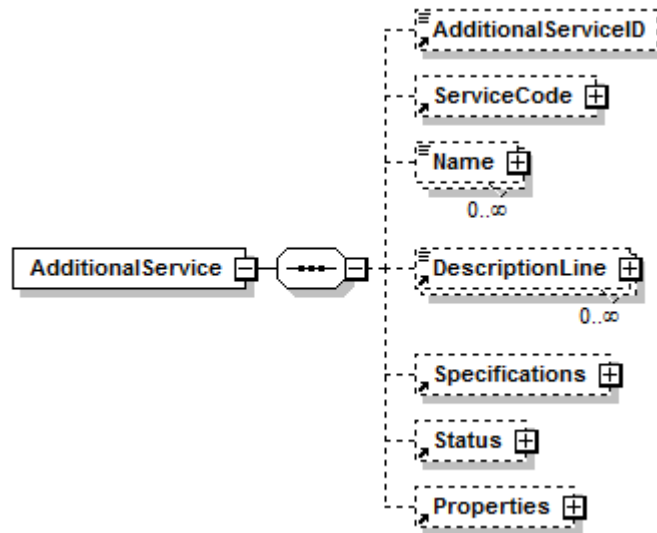 AdditionalServiceID
ServiceCode
Name
0..∞
AdditionalService
DescriptionLine
0..∞
Specifications
Status
Properties